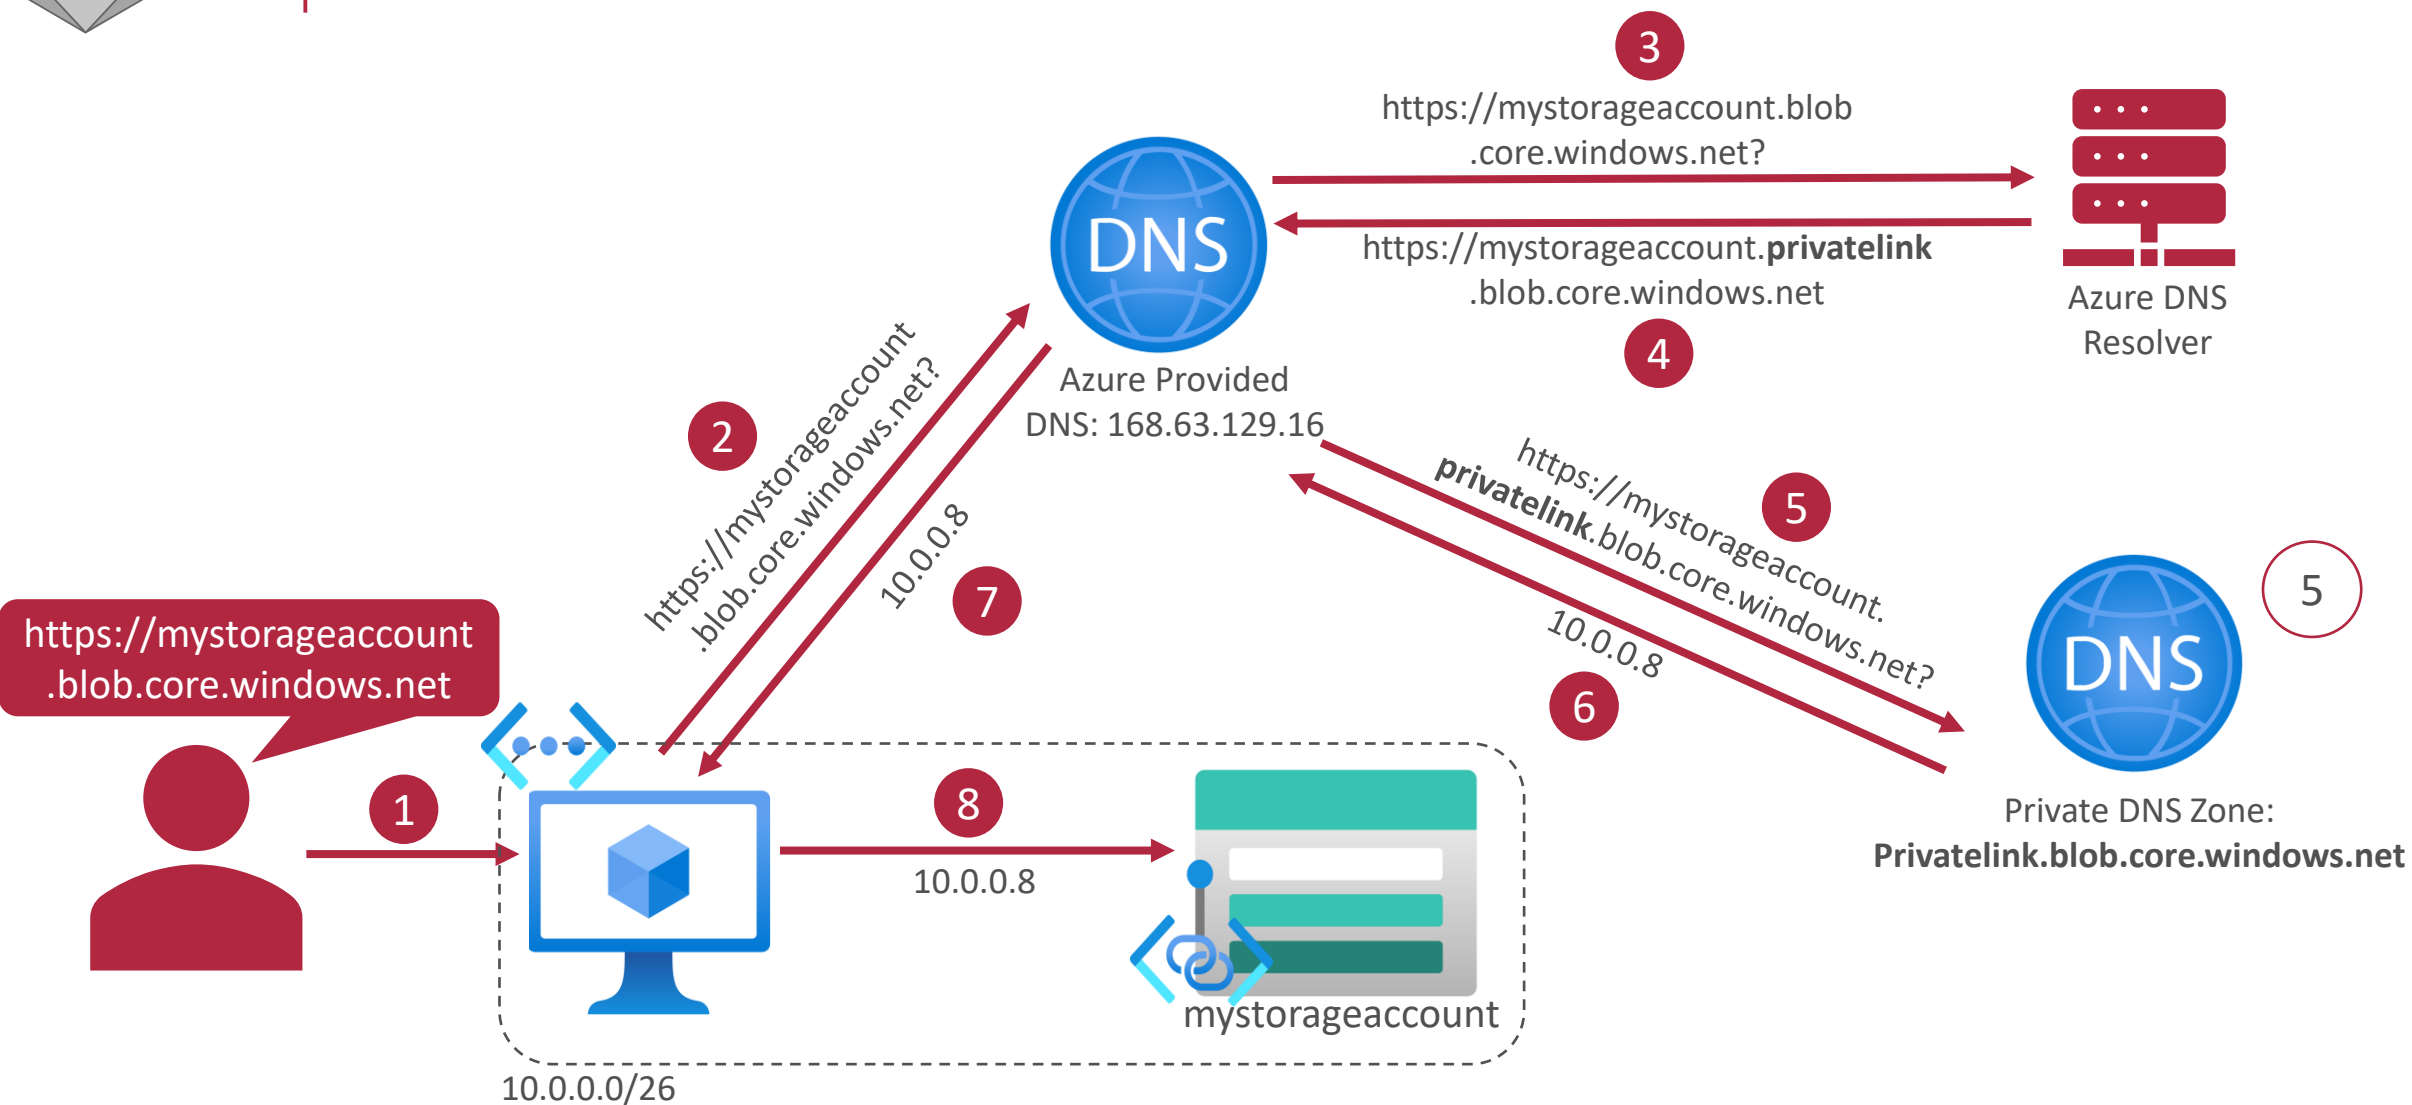 3
https://mystorageaccount.blob
.core.windows.net?
DNS
https://mystorageaccount.privatelink
.blob.core.windows.net
4
Azure DNS
Resolver
Azure Provided
DNS: 168.63.129.16
2
https://mystorageaccount
.blob.core.windows.net?
10.0.0.8
7
https://mystorageaccount.
privatelink.blob.core.windows.net?
5
10.0.0.8
6
5
DNS
Private DNS Zone:
Privatelink.blob.core.windows.net
https://mystorageaccount
.blob.core.windows.net
1
8
10.0.0.8
mystorageaccount
10.0.0.0/26